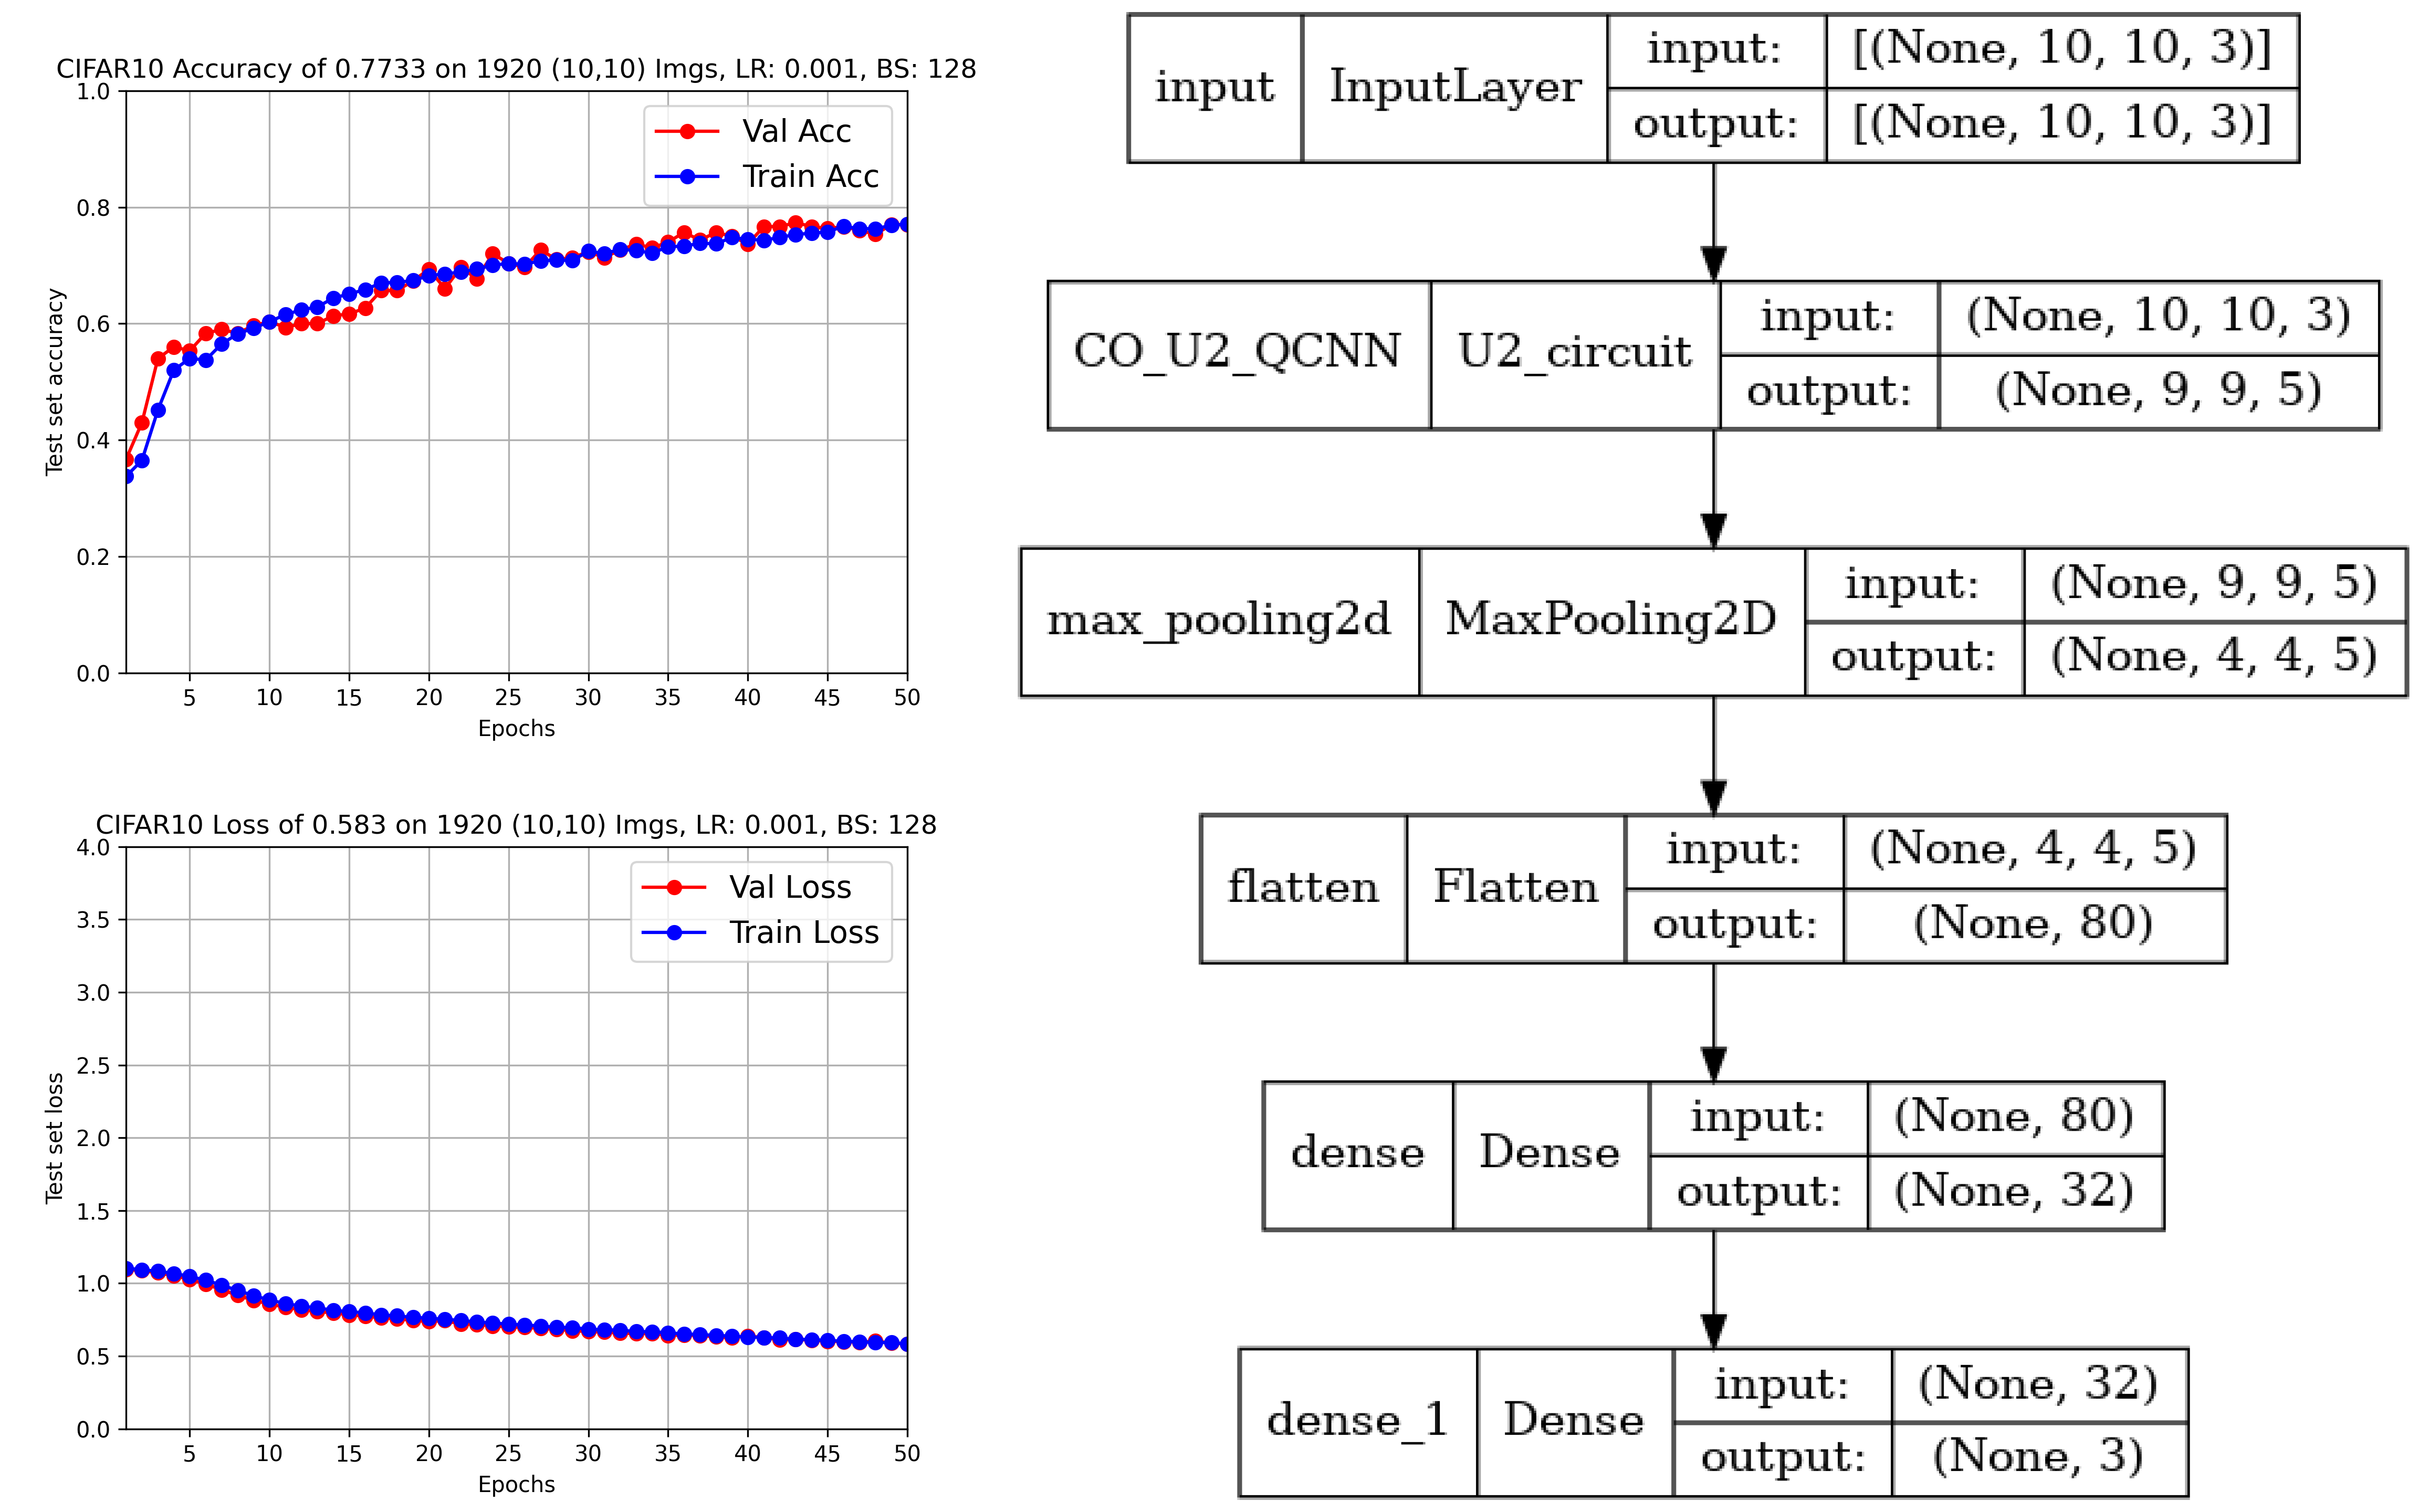 CIFAR10 Accuracy of 0.7733 on 1920 (10,10) Imgs, LR: 0.001, BS: 128
1.0
0.8
0.6
0.4
0.2
0.0
Test set accuracy
Val Acc
Train Acc
5 10 15 20 25 30 35 40 45 50
Epochs
CIFAR10 Loss of 0.583 on 1920 (10,10) Imgs, LR: 0.001, BS: 128
4.0
3.5
3.0
2.5
2.0
1.5
1.0
0.5
0.0
Test set loss
Val Loss
Train Loss
5 10 15 20 25 30 35 40 45 50
Epochs
input InputLayer
input: [(None, 10, 10, 3)]
output: [(None, 10, 10, 3)]
CO_U2_QCNN U2_circuit
input: (None, 10, 10, 3)
output: (None, 9, 9, 5)
max_pooling2d MaxPooling2D
input: (None, 9, 9, 5)
output: (None, 4, 4, 5)
flatten Flatten
input: (None, 4, 4, 5)
output: (None, 80)
dense Dense
input: (None, 80)
output: (None, 32)
dense_1 Dense
input: (None, 32)
output: (None, 3)